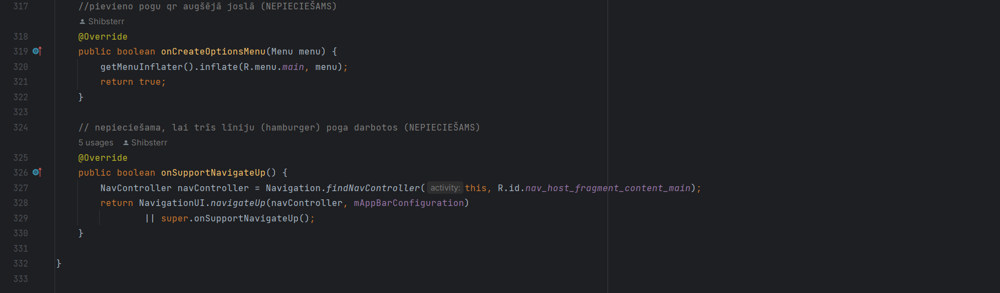 317 //pievieno pogu qr augšējā joslā (NEPIECIEŠAMS)
Shibsterr
318 @Override
319 public boolean onCreateOptionsMenu(Menu menu) {
320 getMenuInflater().inflate(R.menu.main, menu);
321 return true;
322 }
323
324 // nepieciešama, lai trīs līniju (hamburger) poga darbotos (NEPIECIEŠAMS)
5 usages Shibsterr
325 @Override
326 public boolean onSupportNavigateUp() {
327 NavController navController = Navigation.findNavController( activity: this, R.id.nav_host_fragment_content_main);
328 return NavigationUI.navigateUp(navController, mAppBarConfiguration)
329 || super.onSupportNavigateUp();
330 }
331
332 }
333